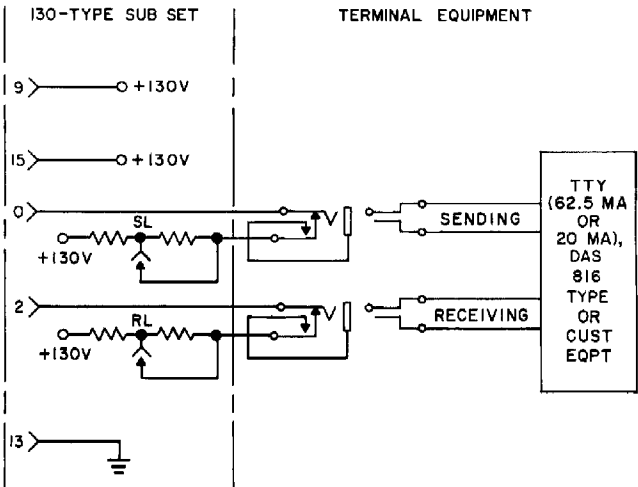 130-TYPE SUB SET
TERMINAL EQUIPMENT
9
+130V
15
+130V
0
SL
+130V
SENDING
2
RL
+130V
RECEIVING
13
TTY
(62.5 MA
OR
20 MA),
DAS
816
TYPE
OR
CUST
EQPT